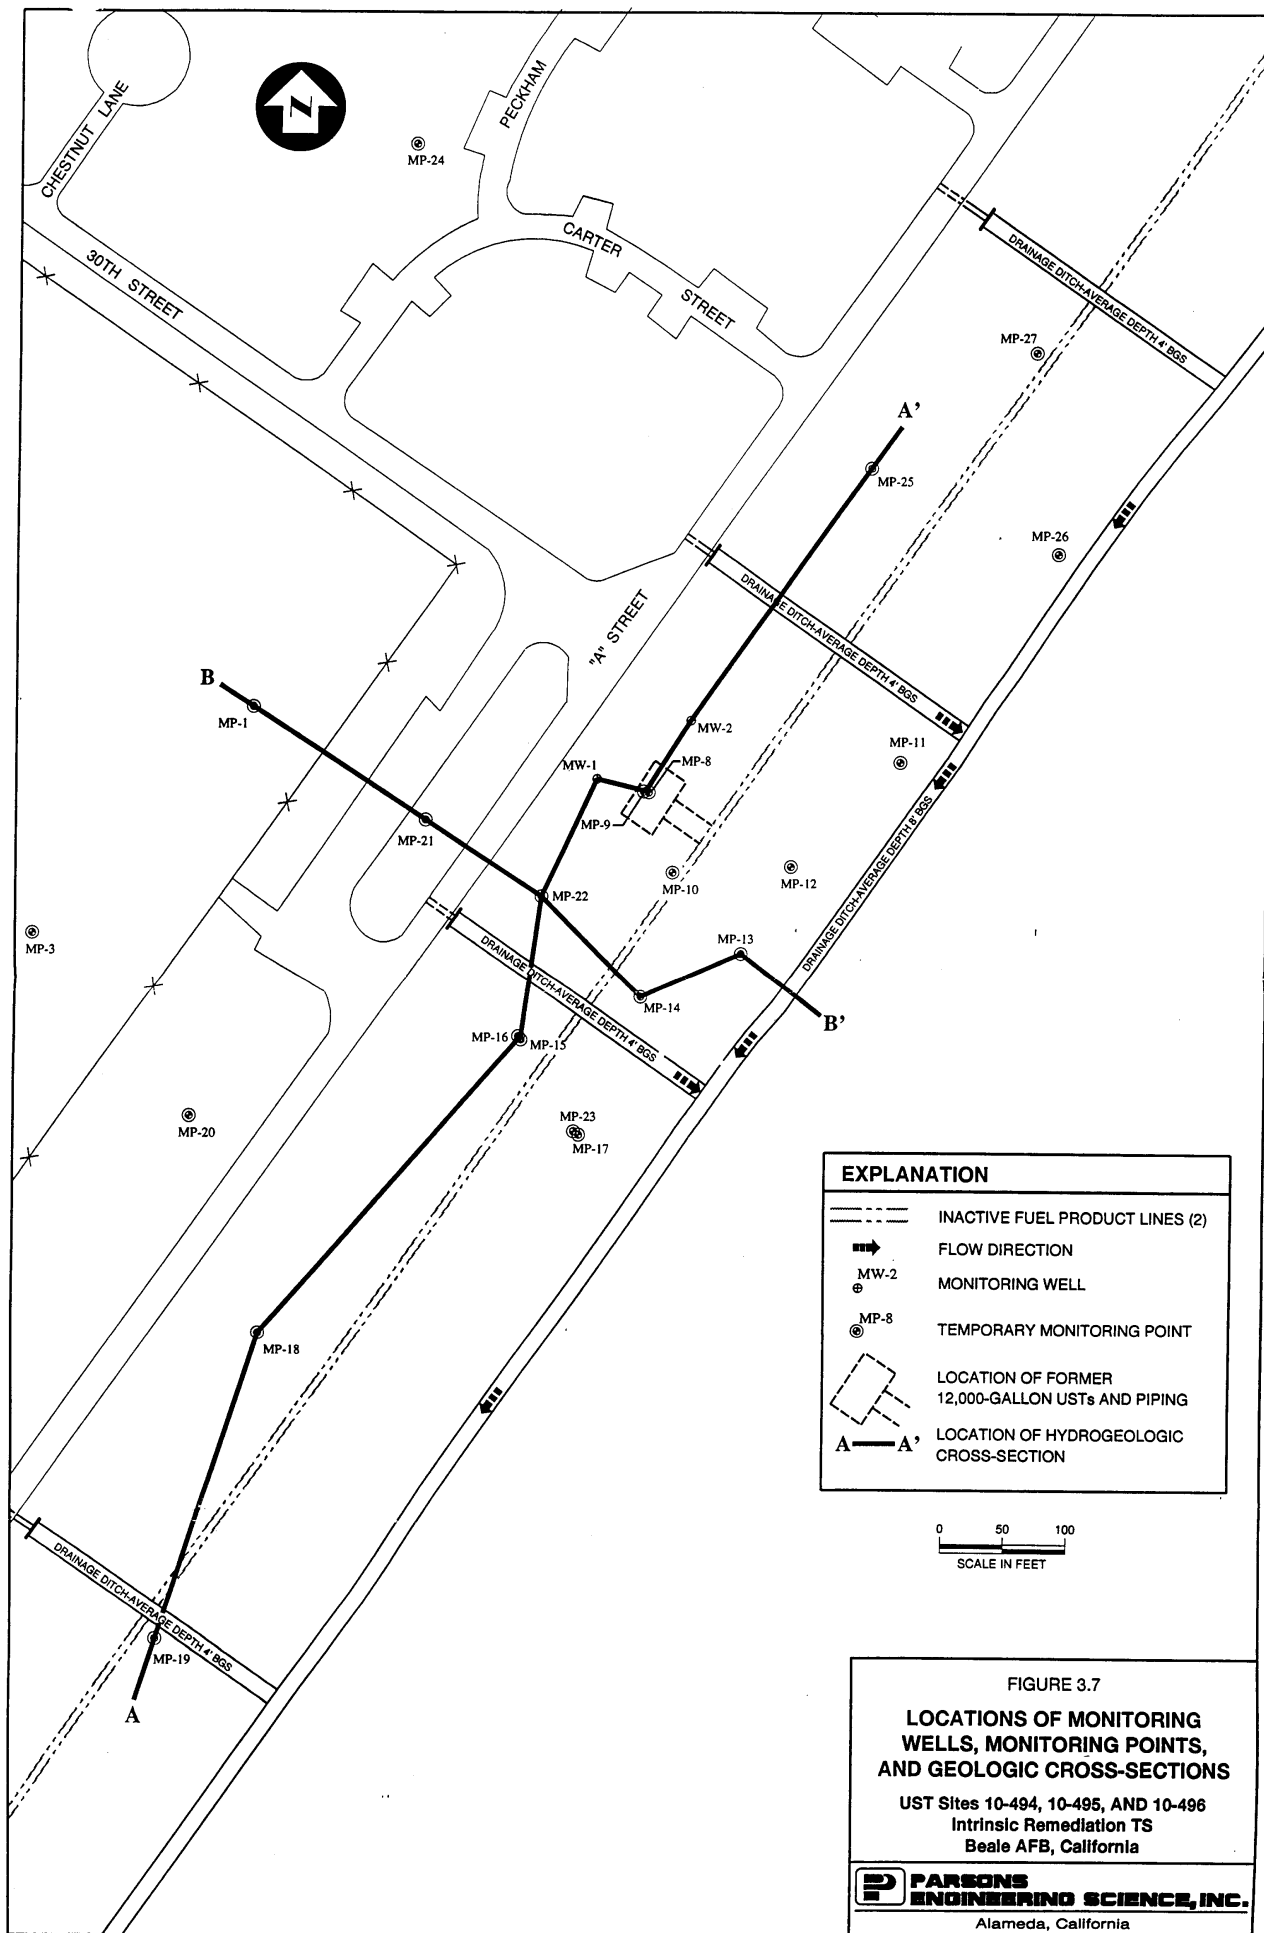 CHESTNUT LANE
N
PECKHAM
MP-24
CARTER
STREET
30TH STREET
DRAINAGE DITCH-AVERAGE DEPTH 4' BGS
MP-27
A'
MP-25
MP-26
DRAINAGE DITCH-AVERAGE DEPTH 4' BGS
"A" STREET
B
MP-1
MW-2
MP-11
MW-1
MP-8
MP-9
DRAINAGE DITCH-AVERAGE DEPTH 8' BGS
MP-21
MP-10
MP-12
MP-22
MP-3
MP-13
DRAINAGE DITCH-AVERAGE DEPTH 4' BGS
MP-14
B'
MP-16
MP-15
MP-20
MP-23
MP-17
MP-18
DRAINAGE DITCH-AVERAGE DEPTH 4' BGS
MP-19
A
EXPLANATION
INACTIVE FUEL PRODUCT LINES (2)
FLOW DIRECTION
MW-2
MONITORING WELL
MP-8
TEMPORARY MONITORING POINT
LOCATION OF FORMER
12,000-GALLON USTs AND PIPING
A A' LOCATION OF HYDROGEOLOGIC
CROSS-SECTION
0 50 100
SCALE IN FEET
FIGURE 3.7
LOCATIONS OF MONITORING
WELLS, MONITORING POINTS,
AND GEOLOGIC CROSS-SECTIONS
UST Sites 10-494, 10-495, AND 10-496
Intrinsic Remediation TS
Beale AFB, California
PARSONS
ENGINEERING SCIENCE, INC.
Alameda, California